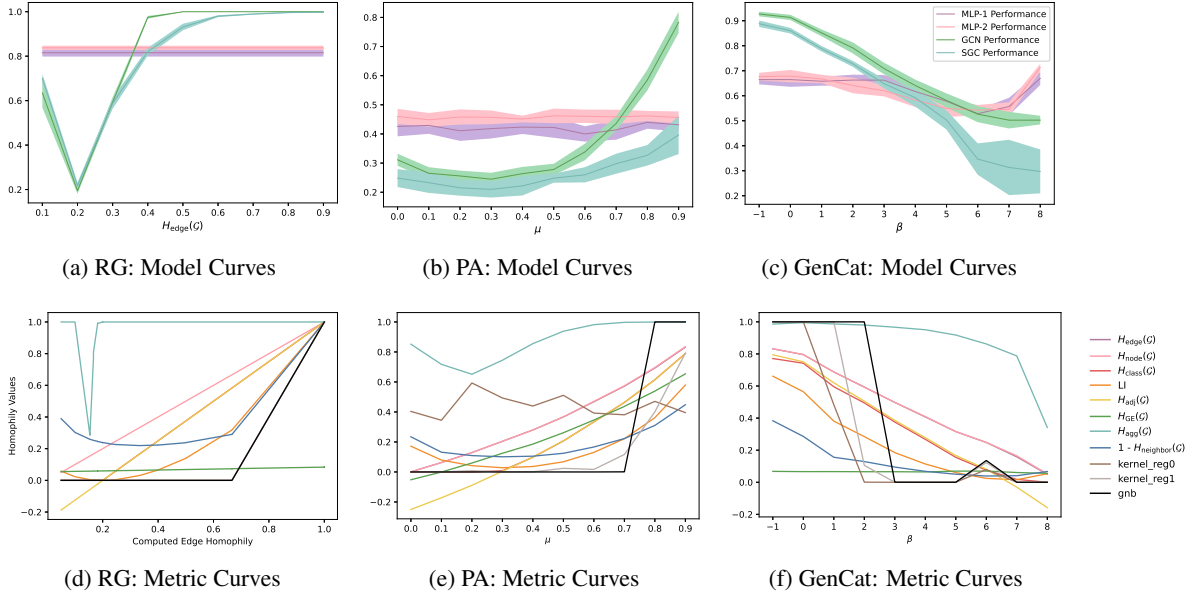 1.0
0.8
0.6
0.4
0.2
0.1 0.2 0.3 0.4 0.5 0.6 0.7 0.8 0.9
H_edge(𝒢)
(a) RG: Model Curves
0.8
0.7
0.6
0.5
0.4
0.3
0.2
0.0 0.1 0.2 0.3 0.4 0.5 0.6 0.7 0.8 0.9
μ
(b) PA: Model Curves
0.9
0.8
0.7
0.6
0.5
0.4
0.3
0.2
−1 0 1 2 3 4 5 6 7 8
β
MLP-1 Performance
MLP-2 Performance
GCN Performance
SGC Performance
(c) GenCat: Model Curves
Homophily Values
1.0
0.8
0.6
0.4
0.2
0.0
−0.2
0.2 0.4 0.6 0.8 1.0
Computed Edge Homophily
(d) RG: Metric Curves
1.0
0.8
0.6
0.4
0.2
0.0
−0.2
0.0 0.1 0.2 0.3 0.4 0.5 0.6 0.7 0.8 0.9
μ
(e) PA: Metric Curves
1.0
0.8
0.6
0.4
0.2
0.0
−0.2
−1 0 1 2 3 4 5 6 7 8
β
(f) GenCat: Metric Curves
H_edge(𝒢)
H_node(𝒢)
H_class(𝒢)
LI
H_adj(𝒢)
H_GE(𝒢)
H_agg(𝒢)
1 - H_neighbor(𝒢)
kernel_reg0
kernel_reg1
gnb